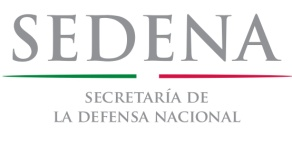 SEDENA
SECRETARÍA DE
LA DEFENSA NACIONAL